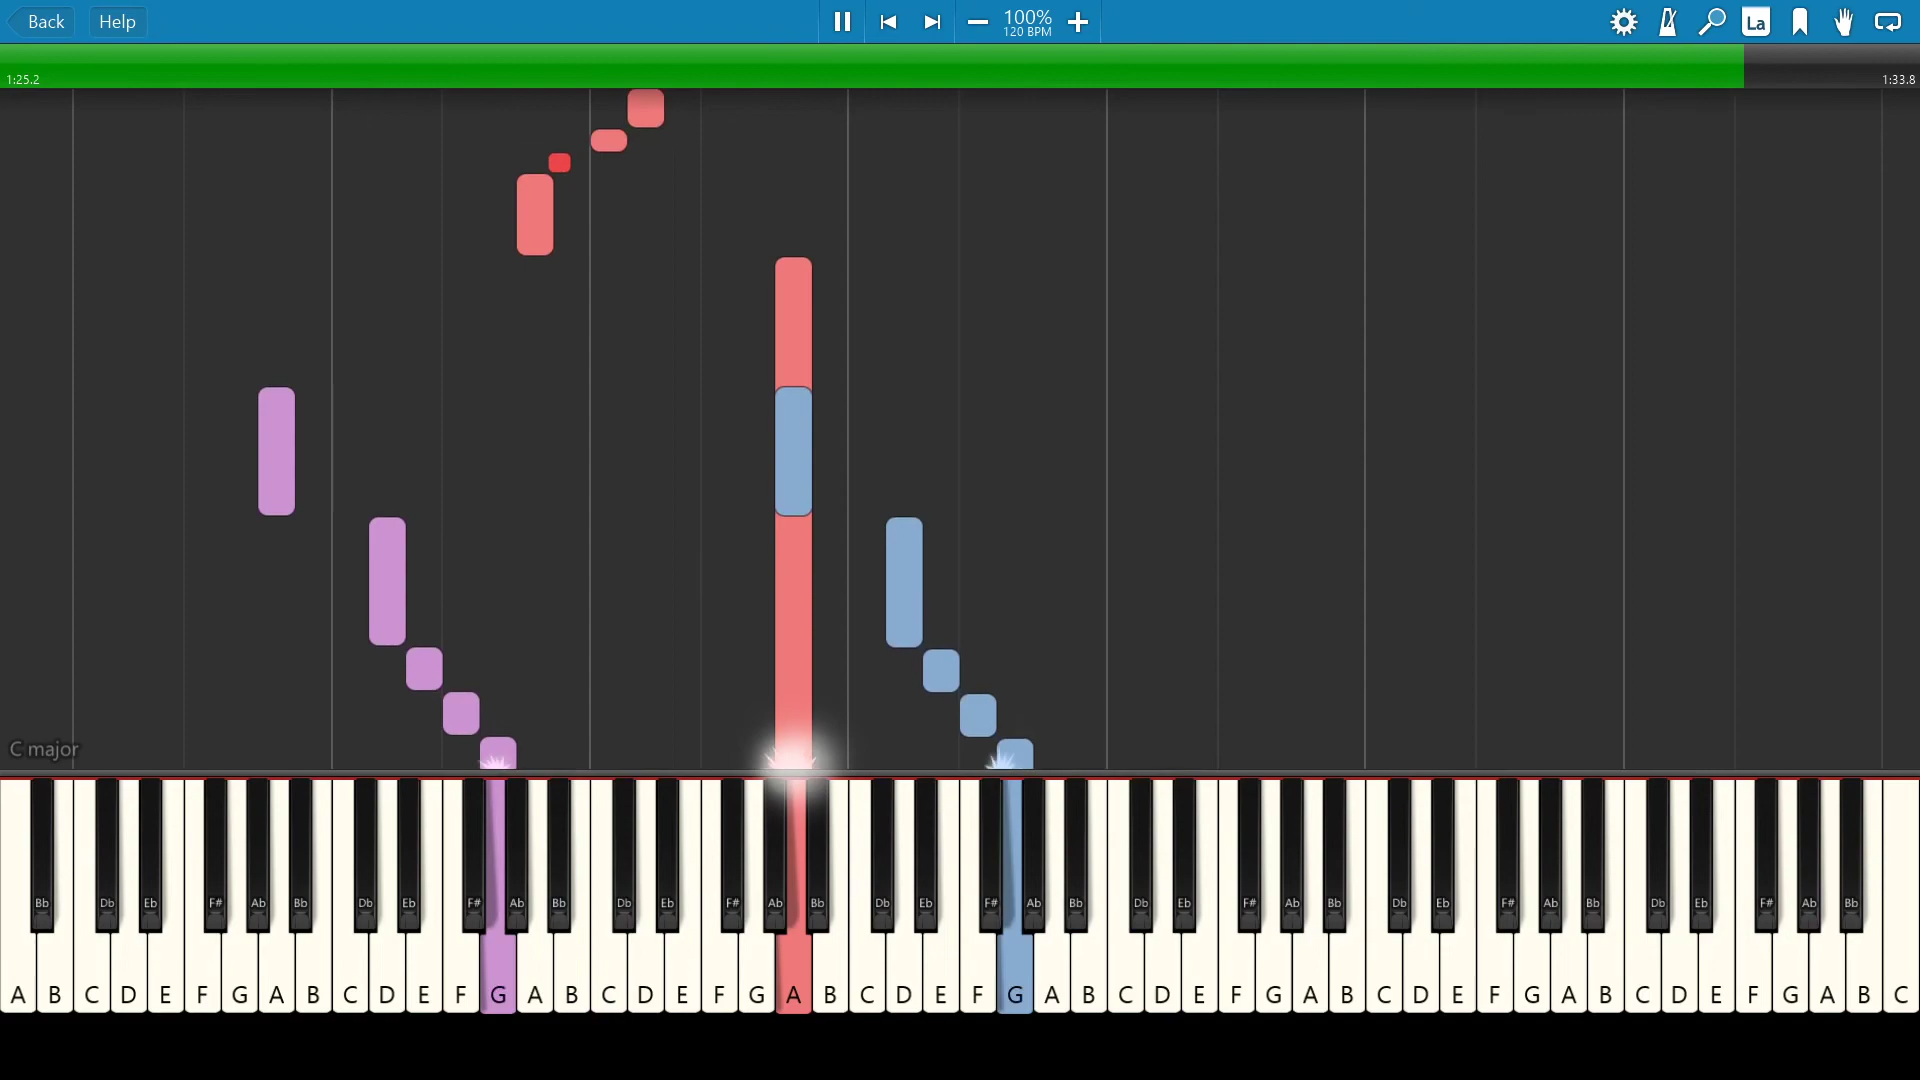 Back Help 100% La
120 BPM
1:25.2 1:33.8
C major
Bb Db Eb F# Ab Bb Db Eb F# Ab Bb Db Eb F# Ab Bb Db Eb F# Ab Bb Db Eb F# Ab Bb Db Eb F# Ab Bb Db Eb F# Ab Bb
A B C D E F G A B C D E F G A B C D E F G A B C D E F G A B C D E F G A B C D E F G A B C D E F G A B C